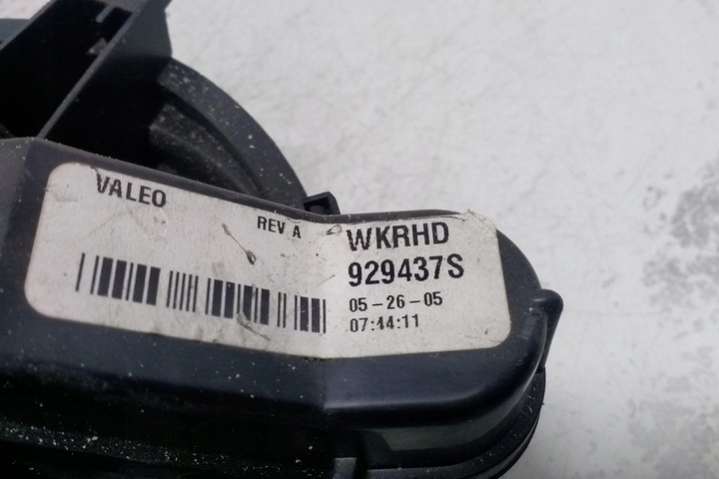 VALEO
REV A
WKRHD
929437S
05-26-05
07:44:11